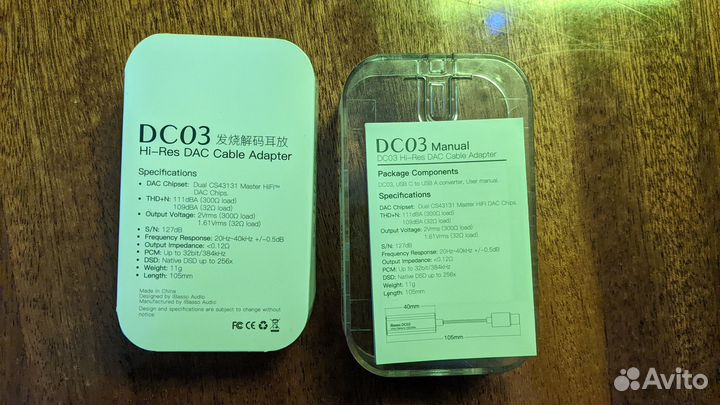 DC03 发烧解码耳放
Hi-Res DAC Cable Adapter
Specifications
• DAC Chipset: Dual CS43131 Master HiFi™
DAC Chips.
• THD+N: 111dBA (300Ω load)
109dBA (32Ω load)
• Output Voltage: 2Vrms (300Ω load)
1.61Vrms (32Ω load)
• S/N: 127dB
• Frequency Response: 20Hz~40kHz +/-0.5dB
• Output Impedance: <0.12Ω
• PCM: Up to 32bit/384kHz
• DSD: Native DSD up to 256x
• Weight: 11g
• Length: 105mm
Made in China
Designed by iBasso Audio
Manufactured by iBasso Audio
Design and specifications are subject to change without
notice.
FC CE
DC03 Manual
DC03 Hi-Res DAC Cable Adapter
Package Components
DC03, USB C to USB A converter, User manual.
Specifications
DAC Chipset: Dual CS43131 Master HiFi DAC Chips.
THD+N: 111dBA (300Ω load)
109dBA (32Ω load)
Output Voltage: 2Vrms (300Ω load)
1.61Vrms (32Ω load)
S/N: 127dB
Frequency Response: 20Hz~40kHz +/-0.5dB
Output Impedance: <0.12Ω
PCM: Up to 32bit/384kHz
DSD: Native DSD up to 256x
Weight: 11g
Length: 105mm
40mm
iBasso DC03
105mm
Avito